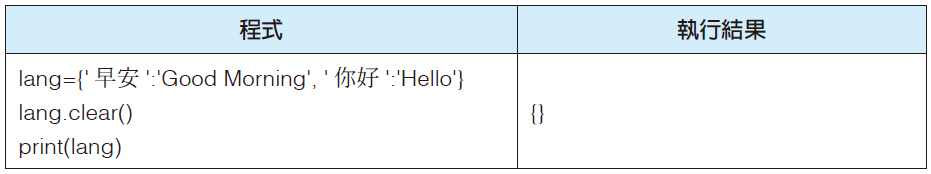 程式
執行結果
lang={' 早安 ':'Good Morning', ' 你好 ':'Hello'}
lang.clear()
{}
print(lang)